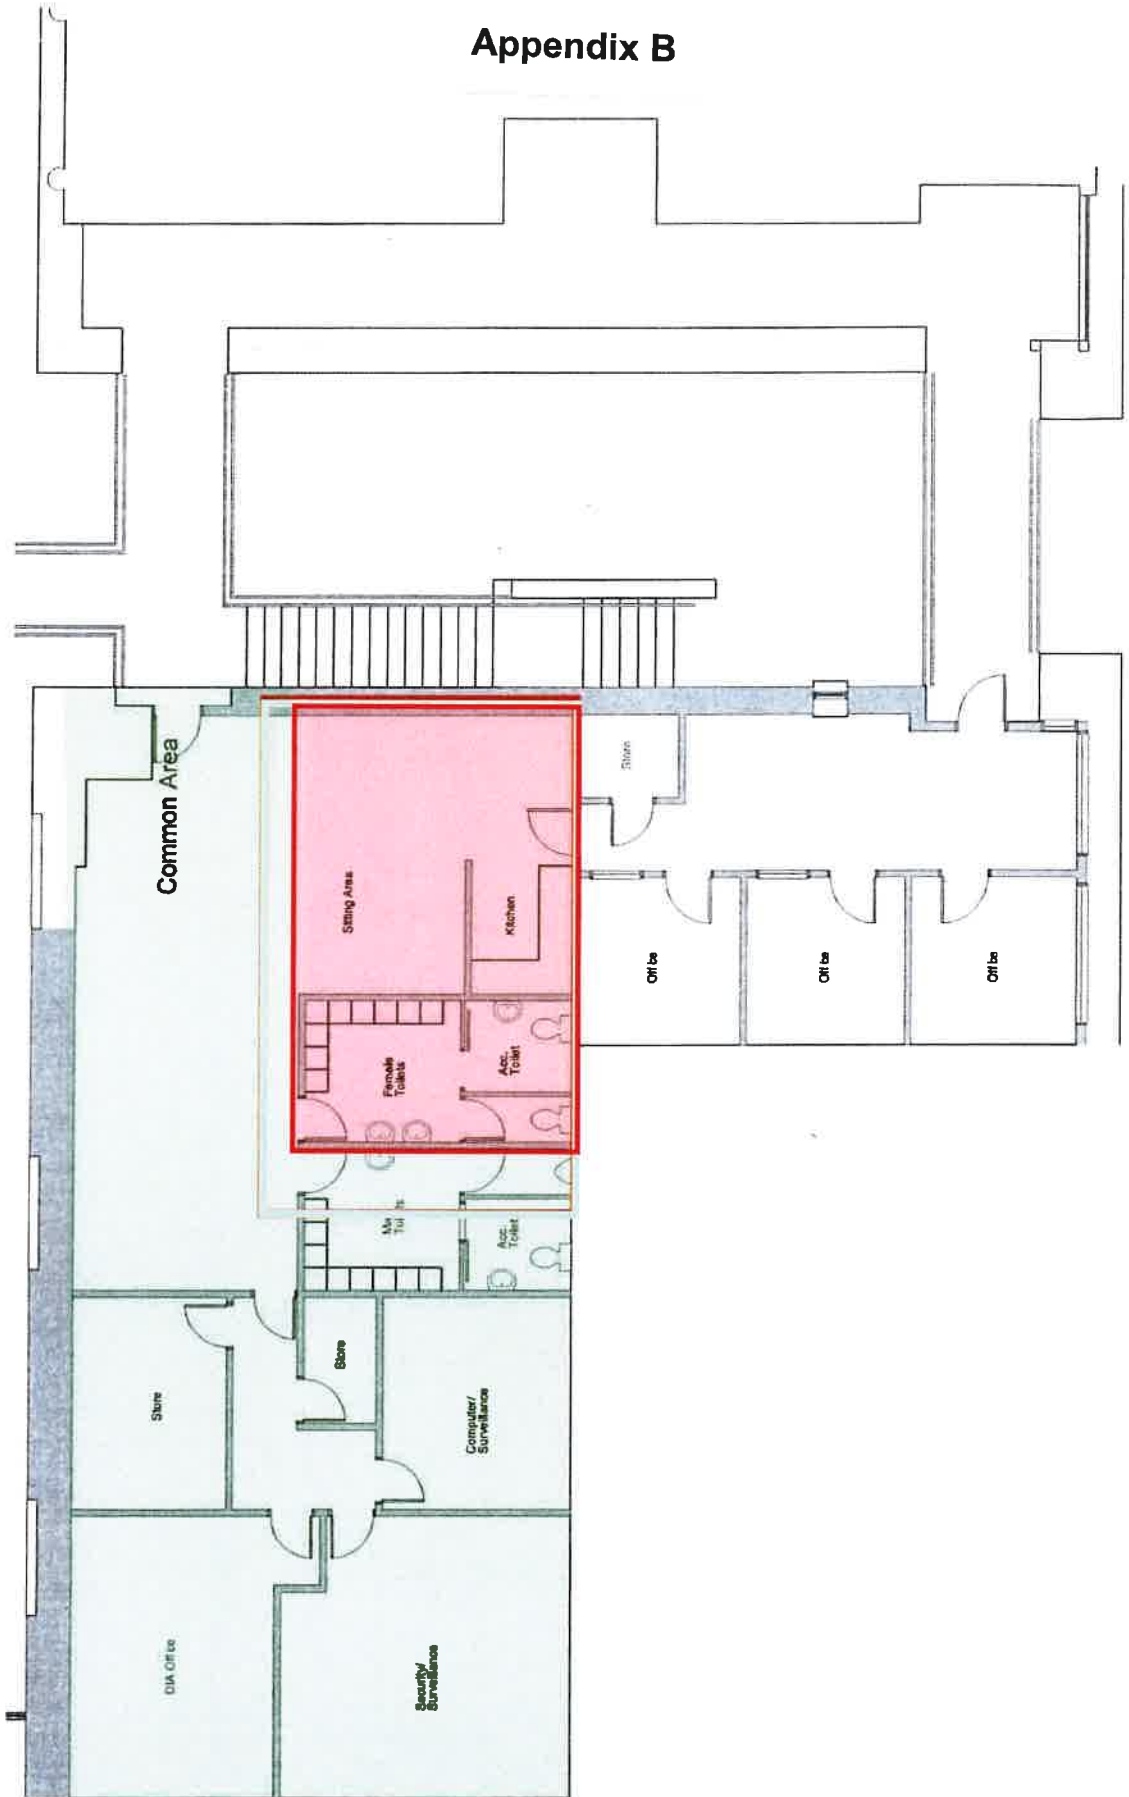 Appendix B
Common Area
Store
Sitting Area
Kitchen
Office
Office
Office
Female
Toilets
Acc.
Toilet
Acc.
Toilet
Store
Store
Computer/
Surveillance
DIA Office
Security/
Surveillance